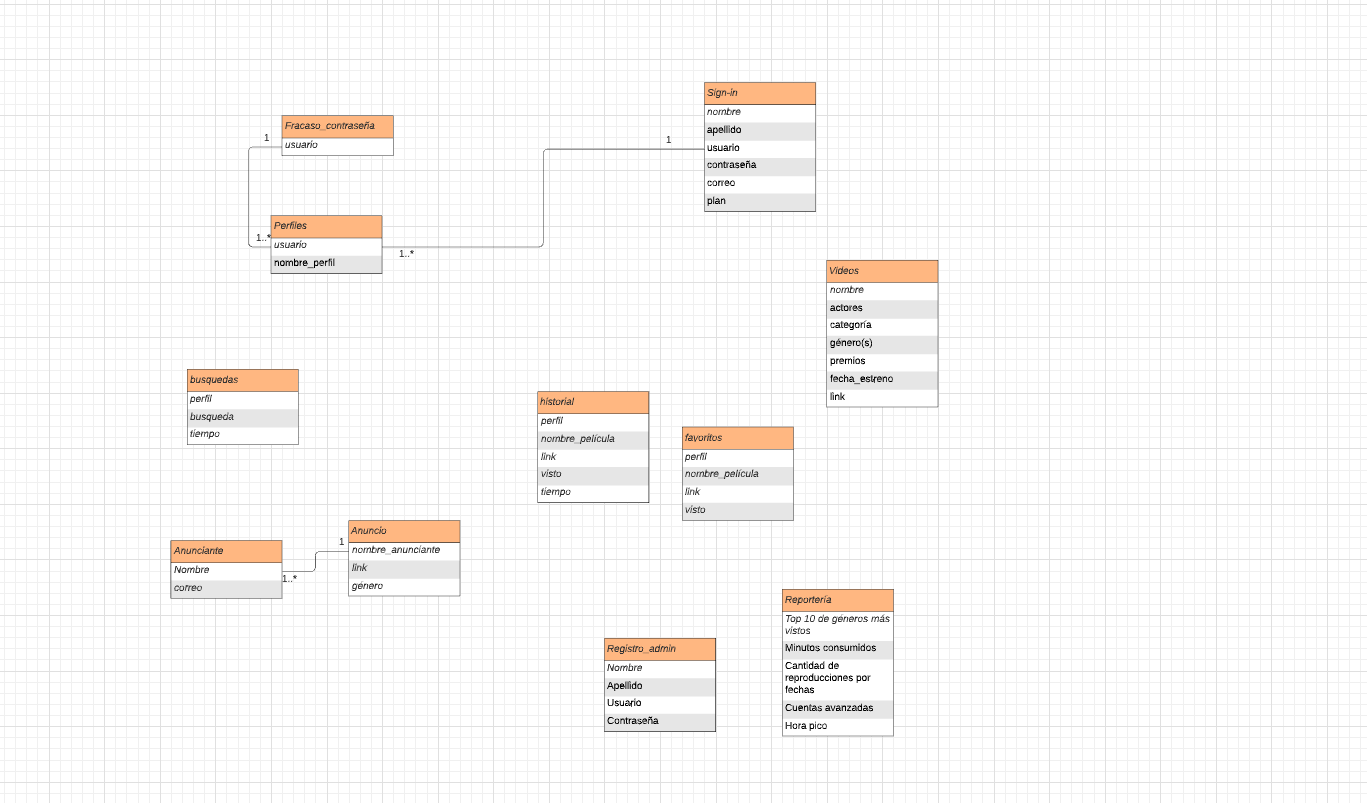 Sign-in
nombre
apellido
usuario
contraseña
correo
plan
1
Fracaso_contraseña
usuario
1
1..*
Perfiles
usuario
nombre_perfil
1..*
Videos
nombre
actores
categoría
género(s)
premios
fecha_estreno
link
busquedas
perfil
busqueda
tiempo
historial
perfil
nombre_película
link
visto
tiempo
favoritos
perfil
nombre_película
link
visto
Anunciante
Nombre
correo
1..*
1
Anuncio
nombre_anunciante
link
género
Registro_admin
Nombre
Apellido
Usuario
Contraseña
Reportería
Top 10 de géneros más
vistos
Minutos consumidos
Cantidad de
reproducciones por
fechas
Cuentas avanzadas
Hora pico